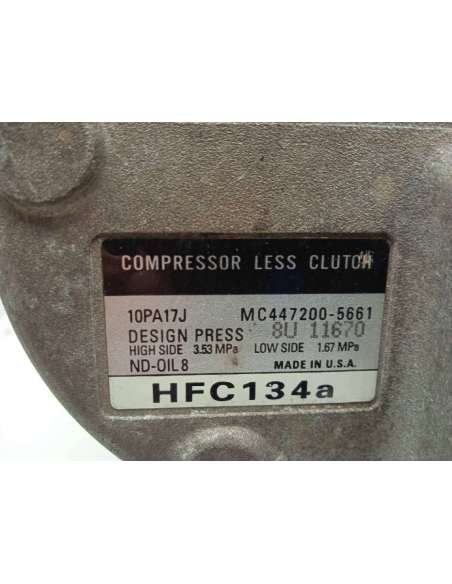 COMPRESSOR LESS CLUTCH
10PA17J MC447200-5661
DESIGN PRESS 8U 11670
HIGH SIDE 3.53 MPa LOW SIDE 1.67 MPa
ND-OIL8 MADE IN U.S.A.
HFC134a